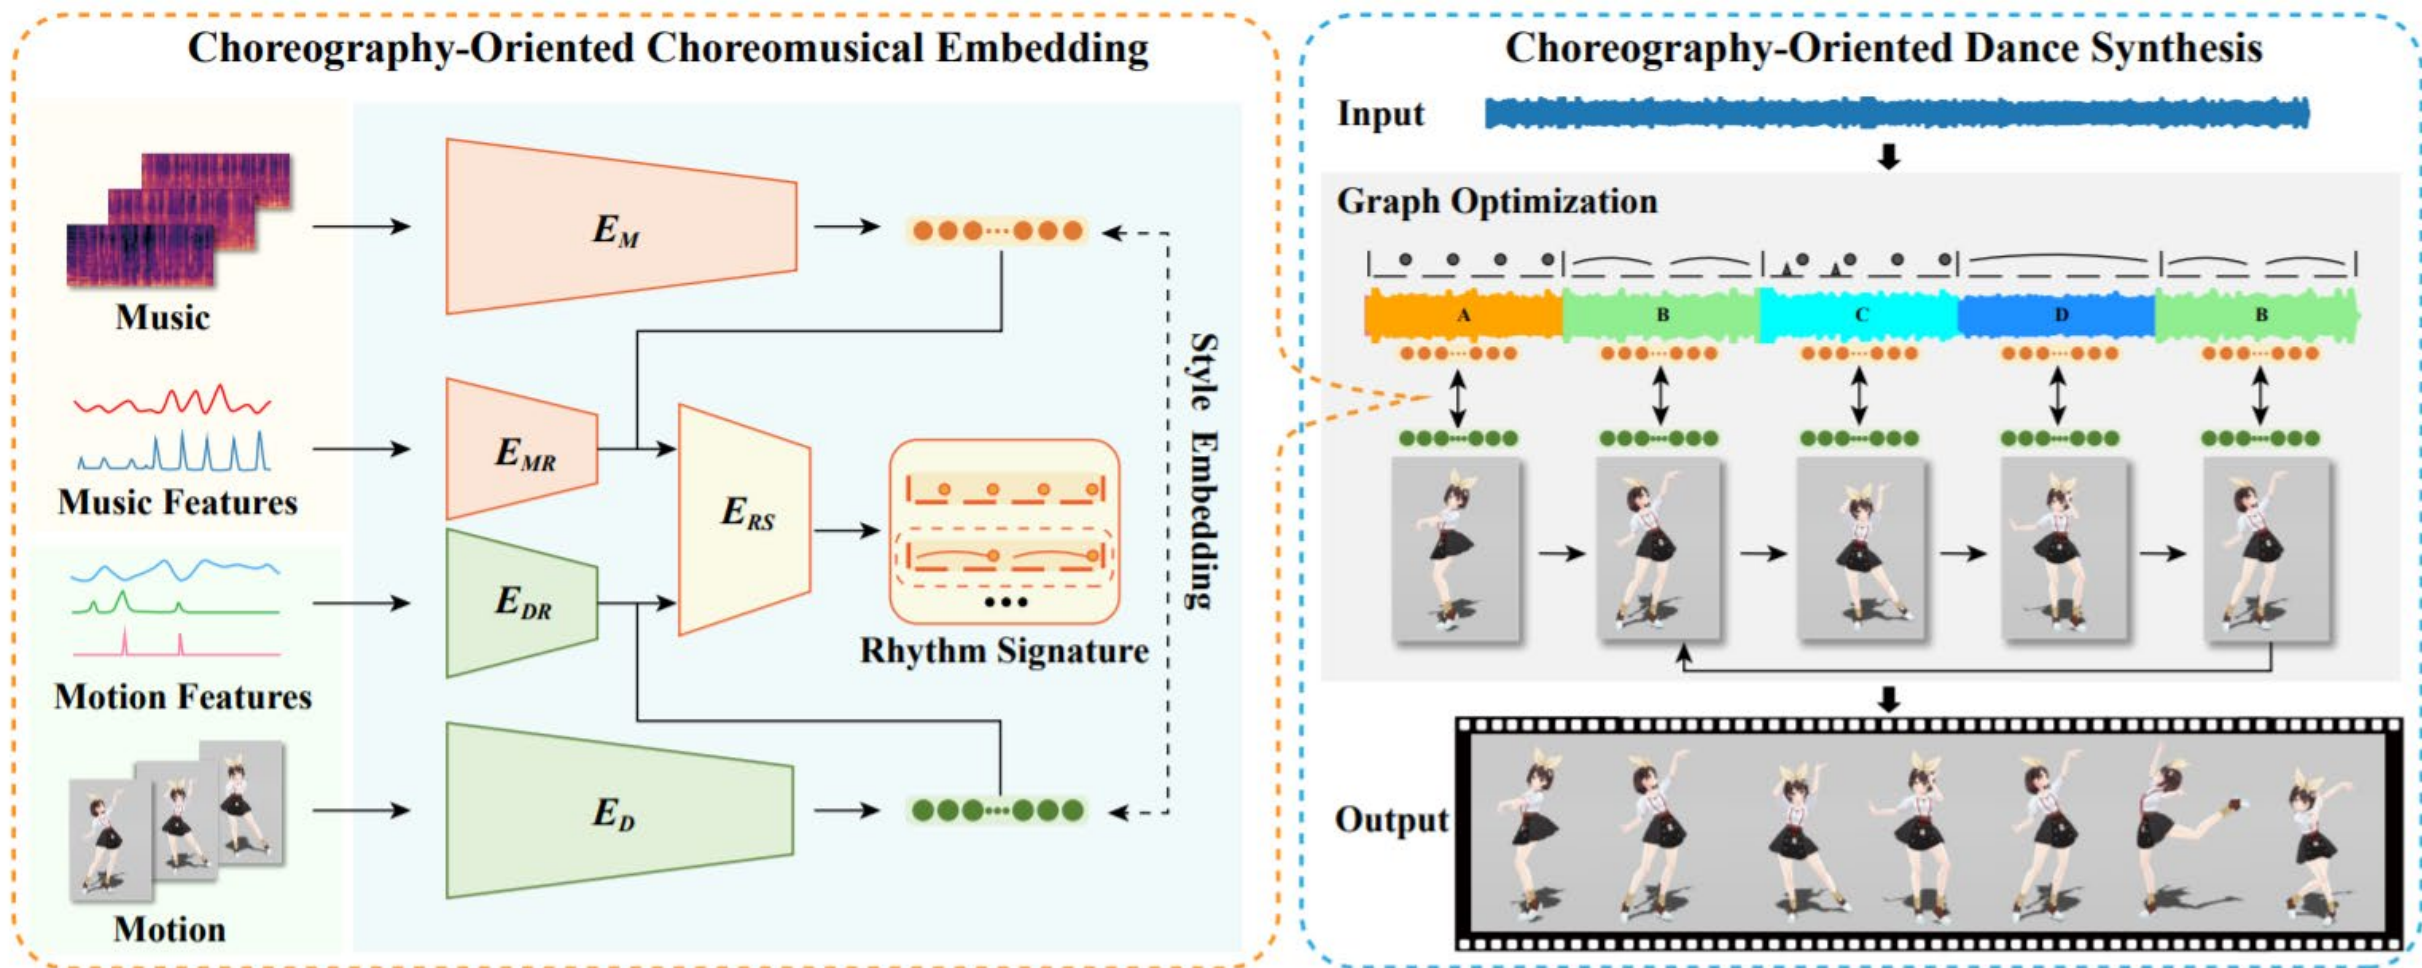 Choreography-Oriented Choreomusical Embedding
Music
Music Features
Motion Features
Motion
E_M
E_MR
E_DR
E_RS
E_D
Rhythm Signature
Style Embedding
Choreography-Oriented Dance Synthesis
Input
Graph Optimization
A B C D B
Output